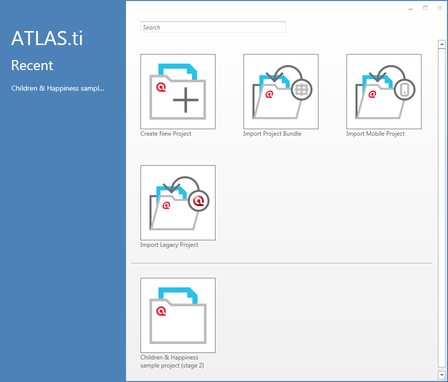 ATLAS.ti
Recent
Children & Happiness sampl...
Search
Create New Project
Import Project Bundle
Import Mobile Project
Import Legacy Project
Children & Happiness
sample project (stage 2)